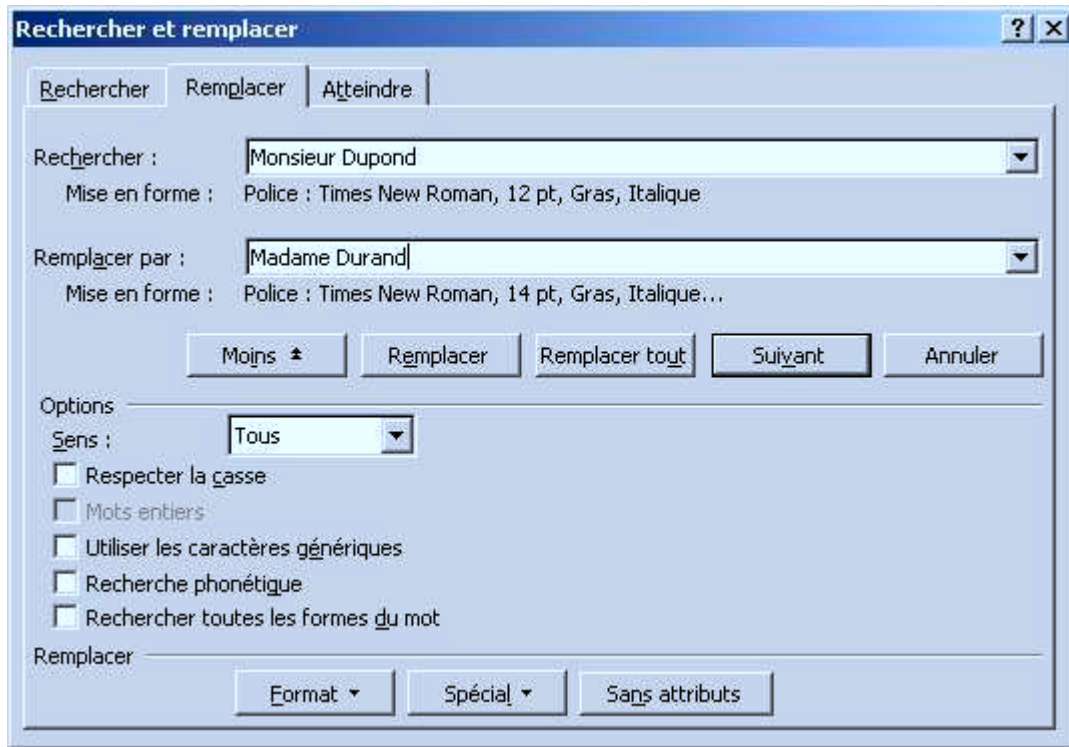 Rechercher et remplacer
Rechercher Remplacer Atteindre
Rechercher : Monsieur Dupond
Mise en forme : Police : Times New Roman, 12 pt, Gras, Italique
Remplacer par : Madame Durand
Mise en forme : Police : Times New Roman, 14 pt, Gras, Italique...
Moins Remplacer Remplacer tout Suivant Annuler
Options
Sens : Tous
Respecter la casse
Mots entiers
Utiliser les caractères génériques
Recherche phonétique
Rechercher toutes les formes du mot
Remplacer
Format Spécial Sans attributs